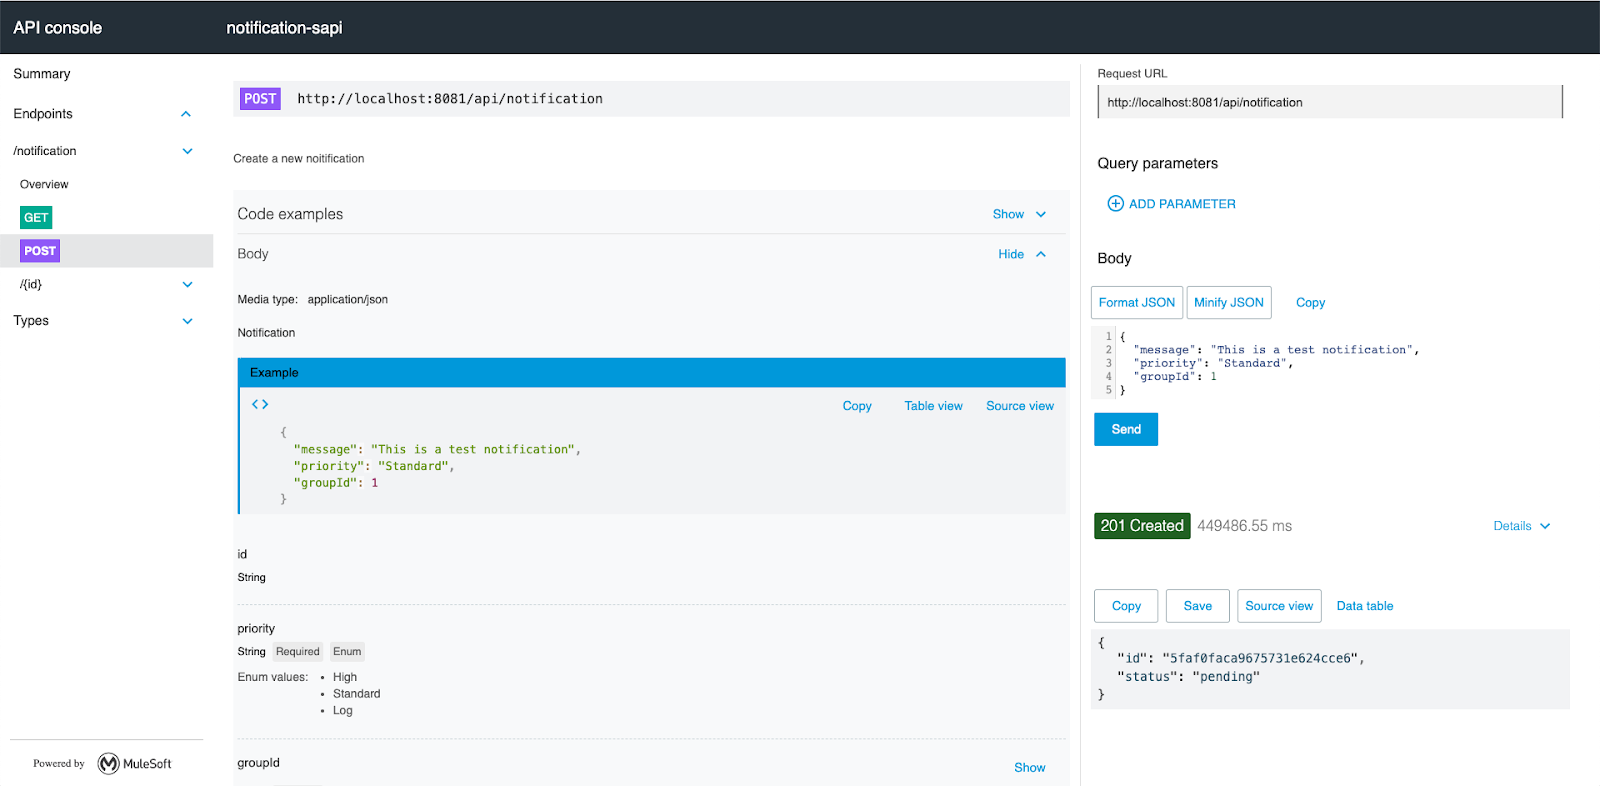 API console
notification-sapi
Summary
Endpoints
/notification
Overview
GET
POST
/{id}
Types
Powered by MuleSoft
POST http://localhost:8081/api/notification
Create a new noitification
Code examples Show
Body Hide
Media type: application/json
Notification
Example
<> Copy Table view Source view
{
"message": "This is a test notification",
"priority": "Standard",
"groupId": 1
}
id
String
priority
String Required Enum
Enum values: • High
• Standard
• Log
groupId Show
Request URL
http://localhost:8081/api/notification
Query parameters
ADD PARAMETER
Body
Format JSON Minify JSON Copy
1 {
2 "message": "This is a test notification",
3 "priority": "Standard",
4 "groupId": 1
5 }
Send
201 Created 449486.55 ms Details
Copy Save Source view Data table
{
"id": "5faf0faca9675731e624cce6",
"status": "pending"
}